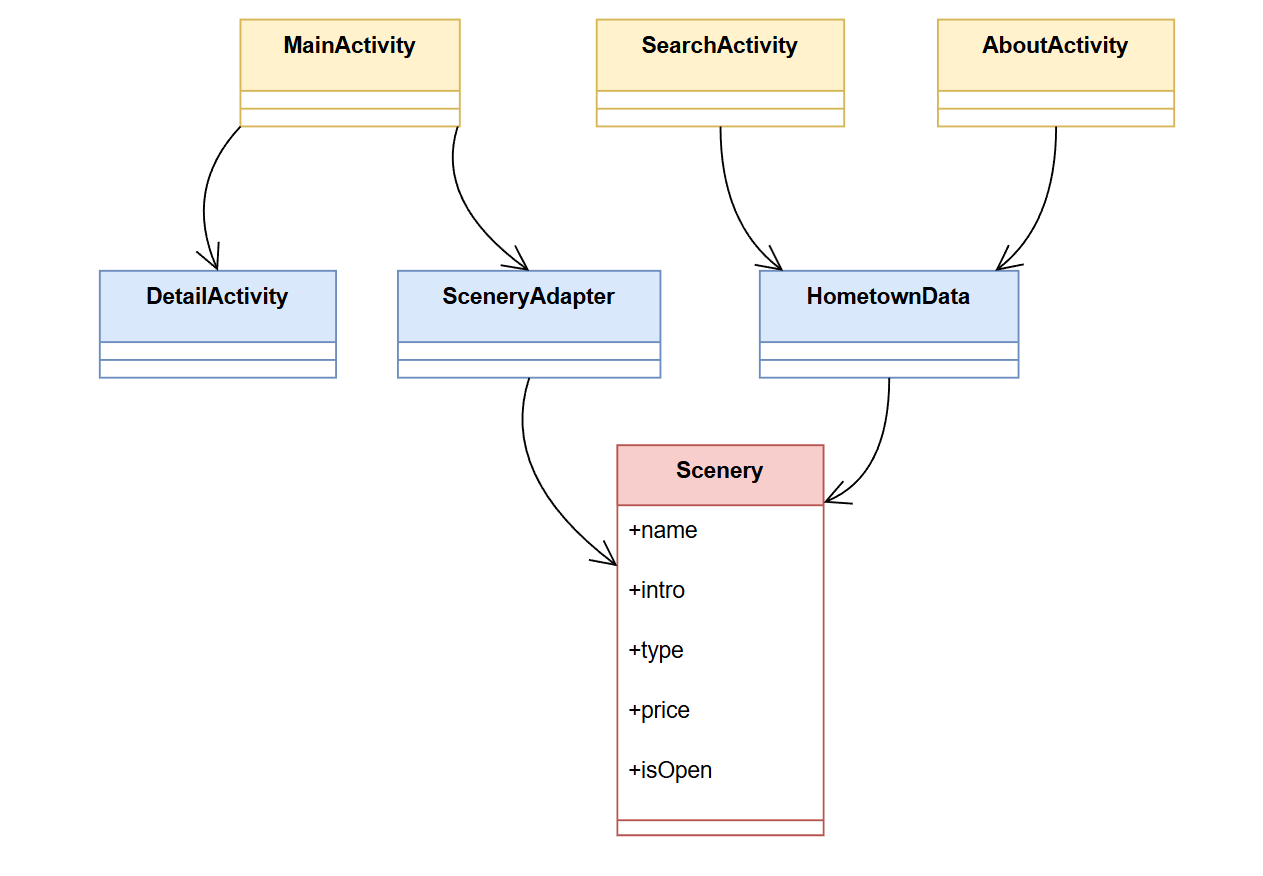 MainActivity
SearchActivity
AboutActivity
DetailActivity
SceneryAdapter
HometownData
Scenery
+name
+intro
+type
+price
+isOpen